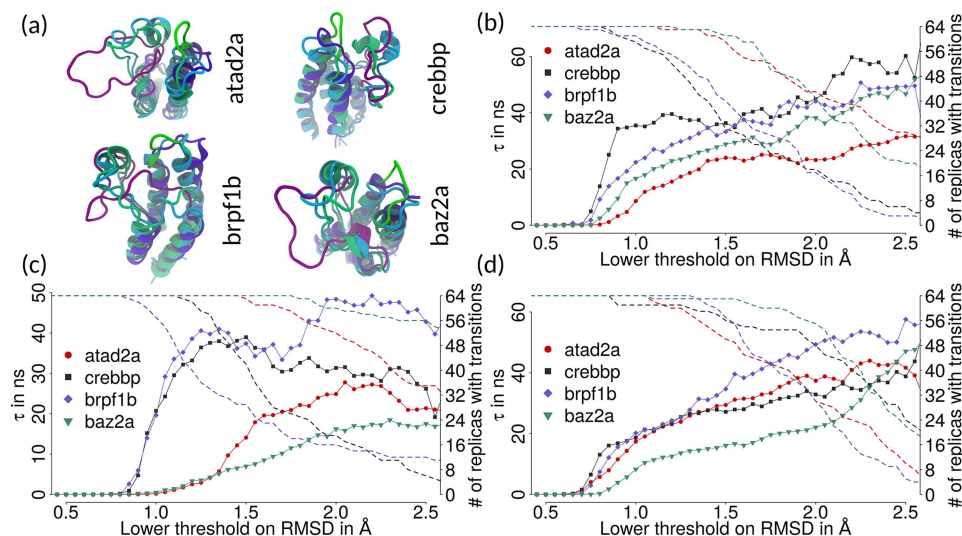 (a)
atad2a
crebbp
brpf1b
baz2a
(b)
τ in ns
0
20
40
60
atad2a
crebbp
brpf1b
baz2a
0
8
16
24
32
40
48
56
64
# of replicas with transitions
0.5 1.0 1.5 2.0 2.5
Lower threshold on RMSD in Å
(c)
τ in ns
0
10
20
30
40
50
atad2a
crebbp
brpf1b
baz2a
0
8
16
24
32
40
48
56
64
# of replicas with transitions
0.5 1.0 1.5 2.0 2.5
Lower threshold on RMSD in Å
(d)
τ in ns
0
20
40
60
atad2a
crebbp
brpf1b
baz2a
0
8
16
24
32
40
48
56
64
# of replicas with transitions
0.5 1.0 1.5 2.0 2.5
Lower threshold on RMSD in Å